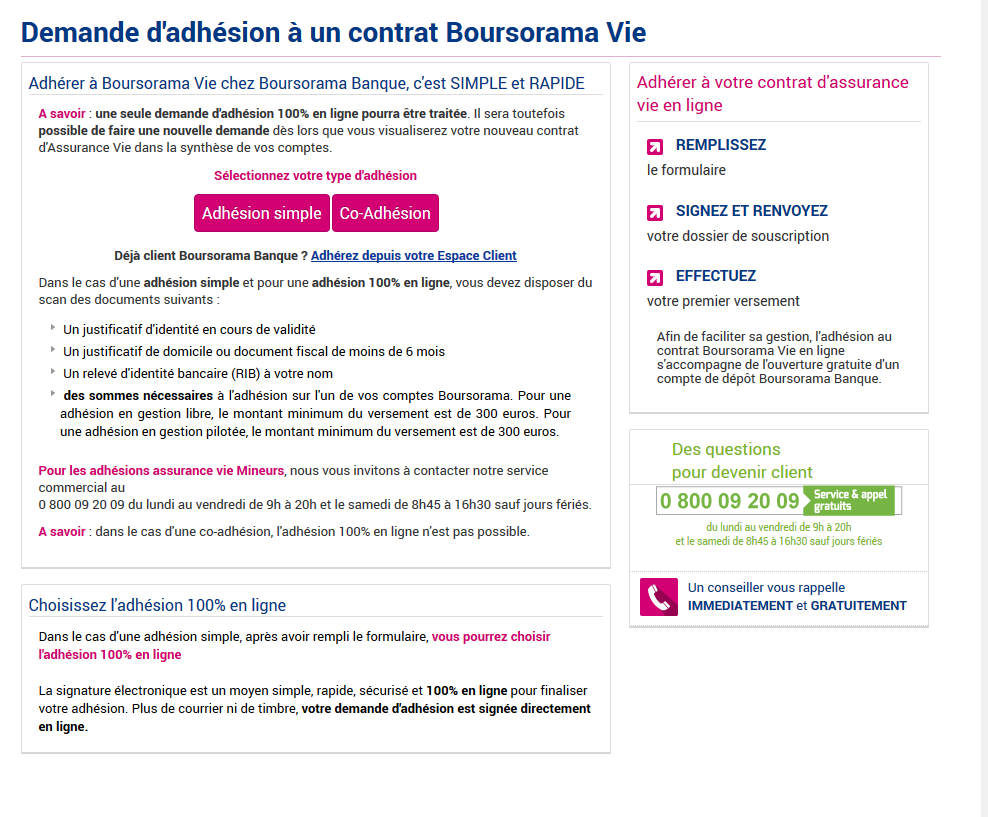 Demande d'adhésion à un contrat Boursorama Vie
Adhérer à Boursorama Vie chez Boursorama Banque, c'est SIMPLE et RAPIDE
A savoir : une seule demande d'adhésion 100% en ligne pourra être traitée. Il sera toutefois
possible de faire une nouvelle demande dès lors que vous visualiserez votre nouveau contrat
d'Assurance Vie dans la synthèse de vos comptes.
Sélectionnez votre type d'adhésion
Adhésion simple
Co-Adhésion
Déjà client Boursorama Banque ? Adhérez depuis votre Espace Client
Dans le cas d'une adhésion simple et pour une adhésion 100% en ligne, vous devez disposer du
scan des documents suivants :
Un justificatif d'identité en cours de validité
Un justificatif de domicile ou document fiscal de moins de 6 mois
Un relevé d'identité bancaire (RIB) à votre nom
des sommes nécessaires à l'adhésion sur l'un de vos comptes Boursorama. Pour une
adhésion en gestion libre, le montant minimum du versement est de 300 euros. Pour
une adhésion en gestion pilotée, le montant minimum du versement est de 300 euros.
Pour les adhésions assurance vie Mineurs, nous vous invitons à contacter notre service
commercial au
0 800 09 20 09 du lundi au vendredi de 9h à 20h et le samedi de 8h45 à 16h30 sauf jours fériés.
A savoir : dans le cas d'une co-adhésion, l'adhésion 100% en ligne n'est pas possible.
Choisissez l'adhésion 100% en ligne
Dans le cas d'une adhésion simple, après avoir rempli le formulaire, vous pourrez choisir
l'adhésion 100% en ligne
La signature électronique est un moyen simple, rapide, sécurisé et 100% en ligne pour finaliser
votre adhésion. Plus de courrier ni de timbre, votre demande d'adhésion est signée directement
en ligne.
Adhérer à votre contrat d'assurance
vie en ligne
REMPLISSEZ
le formulaire
SIGNEZ ET RENVOYEZ
votre dossier de souscription
EFFECTUEZ
votre premier versement
Afin de faciliter sa gestion, l'adhésion au
contrat Boursorama Vie en ligne
s'accompagne de l'ouverture gratuite d'un
compte de dépôt Boursorama Banque.
Des questions
pour devenir client
0 800 09 20 09
Service & appel
gratuits
du lundi au vendredi de 9h à 20h
et le samedi de 8h45 à 16h30 sauf jours fériés
Un conseiller vous rappelle
IMMEDIATEMENT et GRATUITEMENT